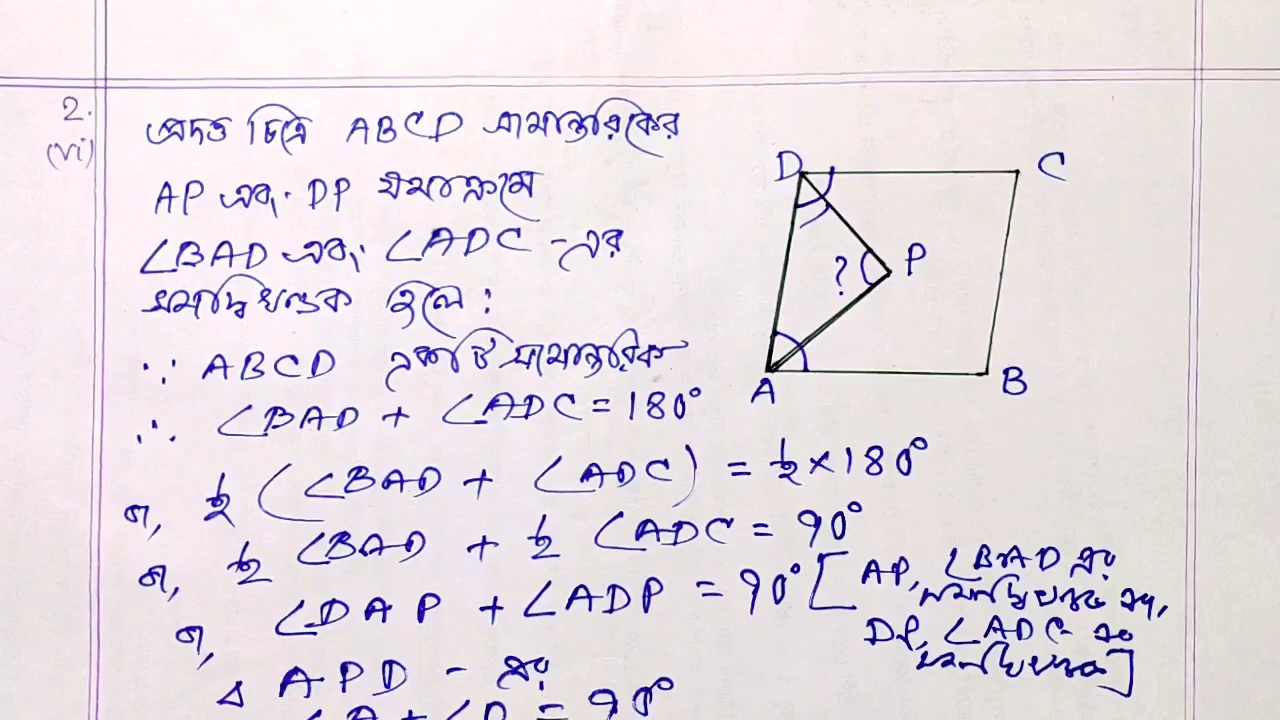 2.
(vi)
প্রদত্ত চিত্রে ABCD সামান্তরিকের
AP এবং DP যথাক্রমে
∠BAD এবং ∠ADC -এর
সমদ্বিখণ্ডক হলে:
∵ ABCD একটি সামান্তরিক
∴ ∠BAD + ∠ADC = 180°
বা, ½ (∠BAD + ∠ADC) = ½ × 180°
বা, ½ ∠BAD + ½ ∠ADC = 90°
বা, ∠DAP + ∠ADP = 90° [AP, ∠BAD এর
সমদ্বিখণ্ডক এবং,
DP, ∠ADC এর
সমদ্বিখণ্ডক]
Δ APD - এর
∠A + ∠D = 90°
D
C
? P
A
B